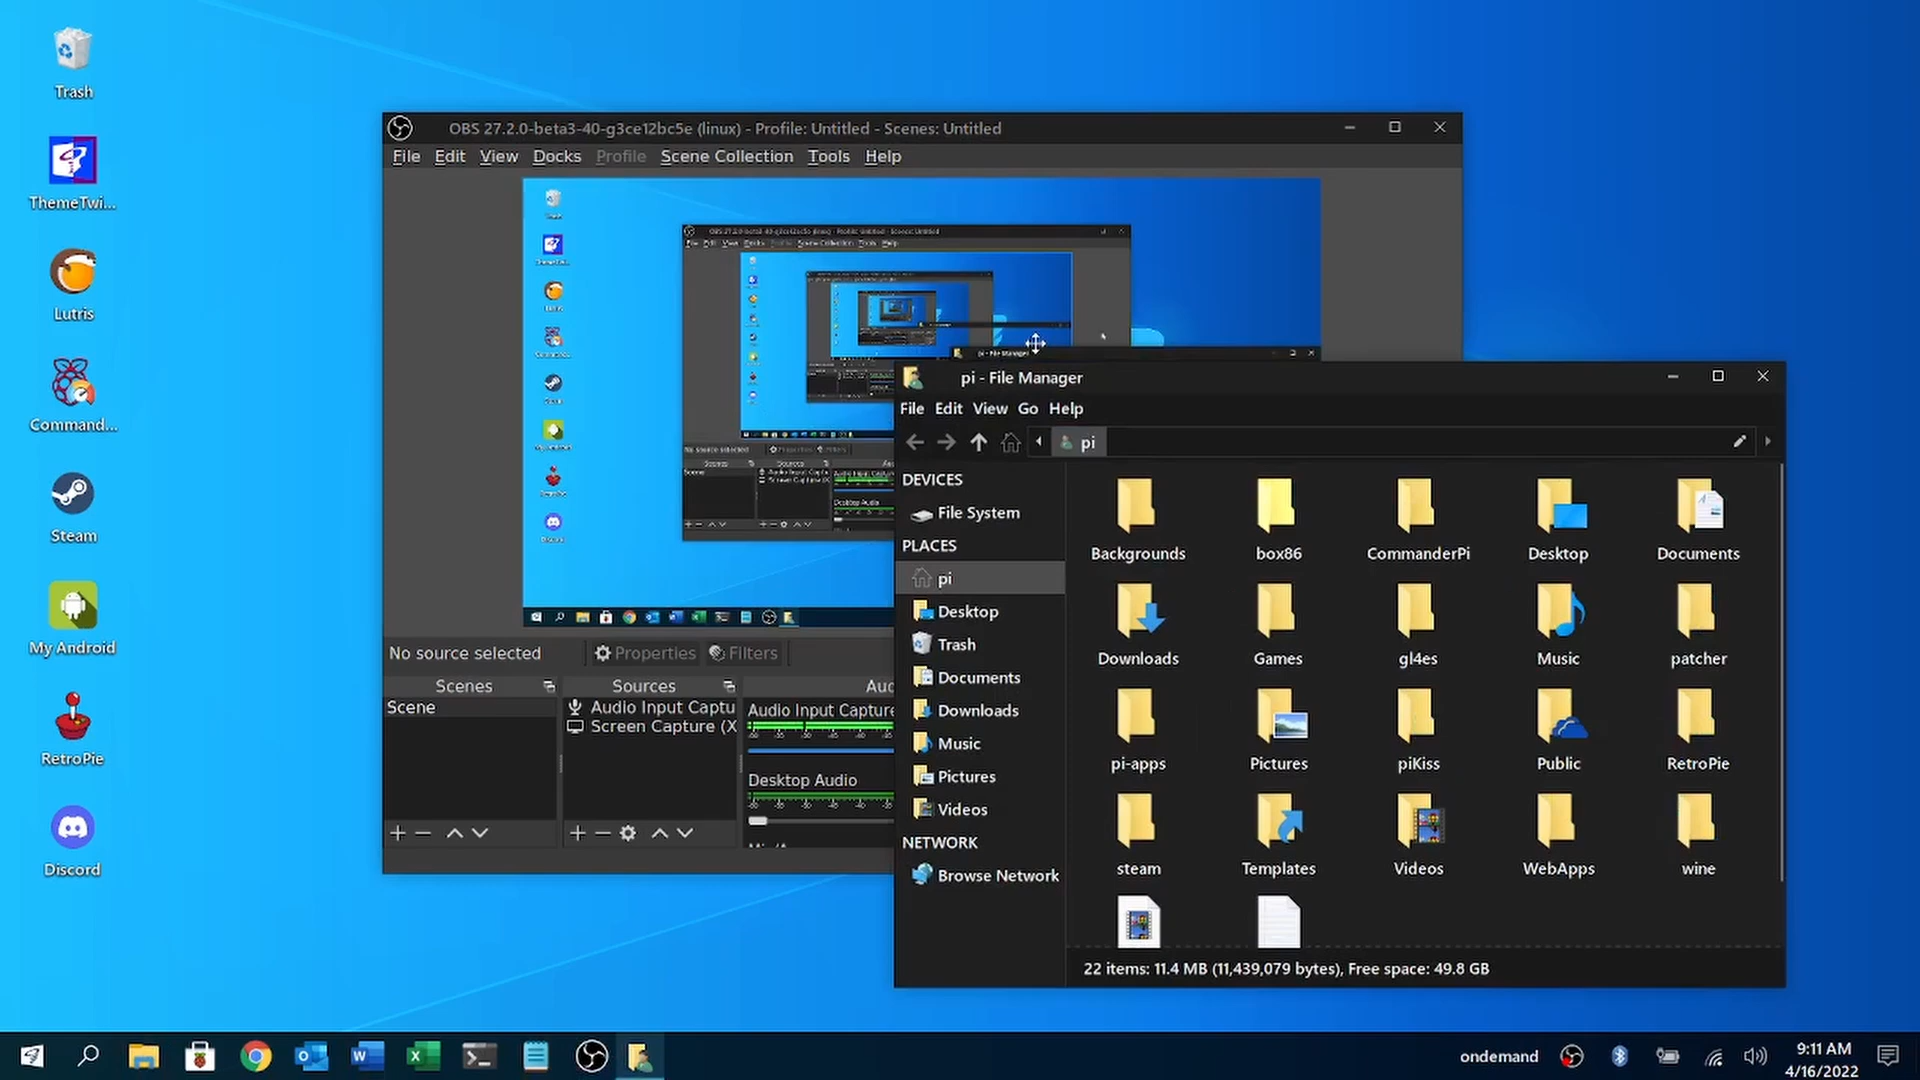 Trash
ThemeTwi...
Lutris
Command...
Steam
My Android
RetroPie
Discord
OBS 27.2.0-beta3-40-g3ce12bc5e (linux) - Profile: Untitled - Scenes: Untitled
File Edit View Docks Profile Scene Collection Tools Help
No source selected
Properties
Filters
Scenes
Scene
Sources
Audio Input Captu
Screen Capture (X
Aud
Audio Input Capture
Desktop Audio
pi - File Manager
pi - File Manager
File Edit View Go Help
pi
DEVICES
File System
PLACES
pi
Desktop
Trash
Documents
Downloads
Music
Pictures
Videos
NETWORK
Browse Network
Backgrounds
box86
CommanderPi
Desktop
Documents
Downloads
Games
gl4es
Music
patcher
pi-apps
Pictures
piKiss
Public
RetroPie
steam
Templates
Videos
WebApps
wine
22 items: 11.4 MB (11,439,079 bytes), Free space: 49.8 GB
ondemand
9:11 AM
4/16/2022